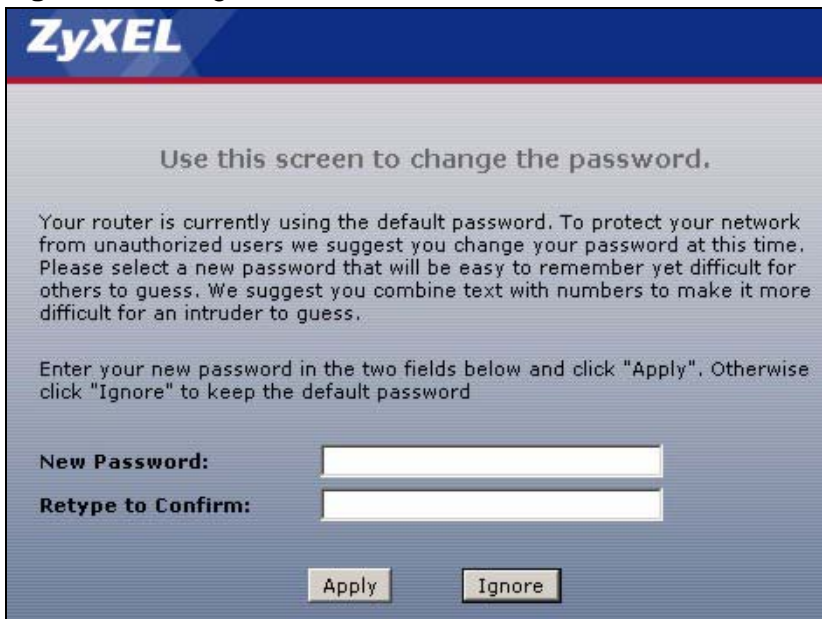 ZyXEL
Use this screen to change the password.
Your router is currently using the default password. To protect your network
from unauthorized users we suggest you change your password at this time.
Please select a new password that will be easy to remember yet difficult for
others to guess. We suggest you combine text with numbers to make it more
difficult for an intruder to guess.
Enter your new password in the two fields below and click "Apply". Otherwise
click "Ignore" to keep the default password
New Password:
Retype to Confirm:
Apply Ignore